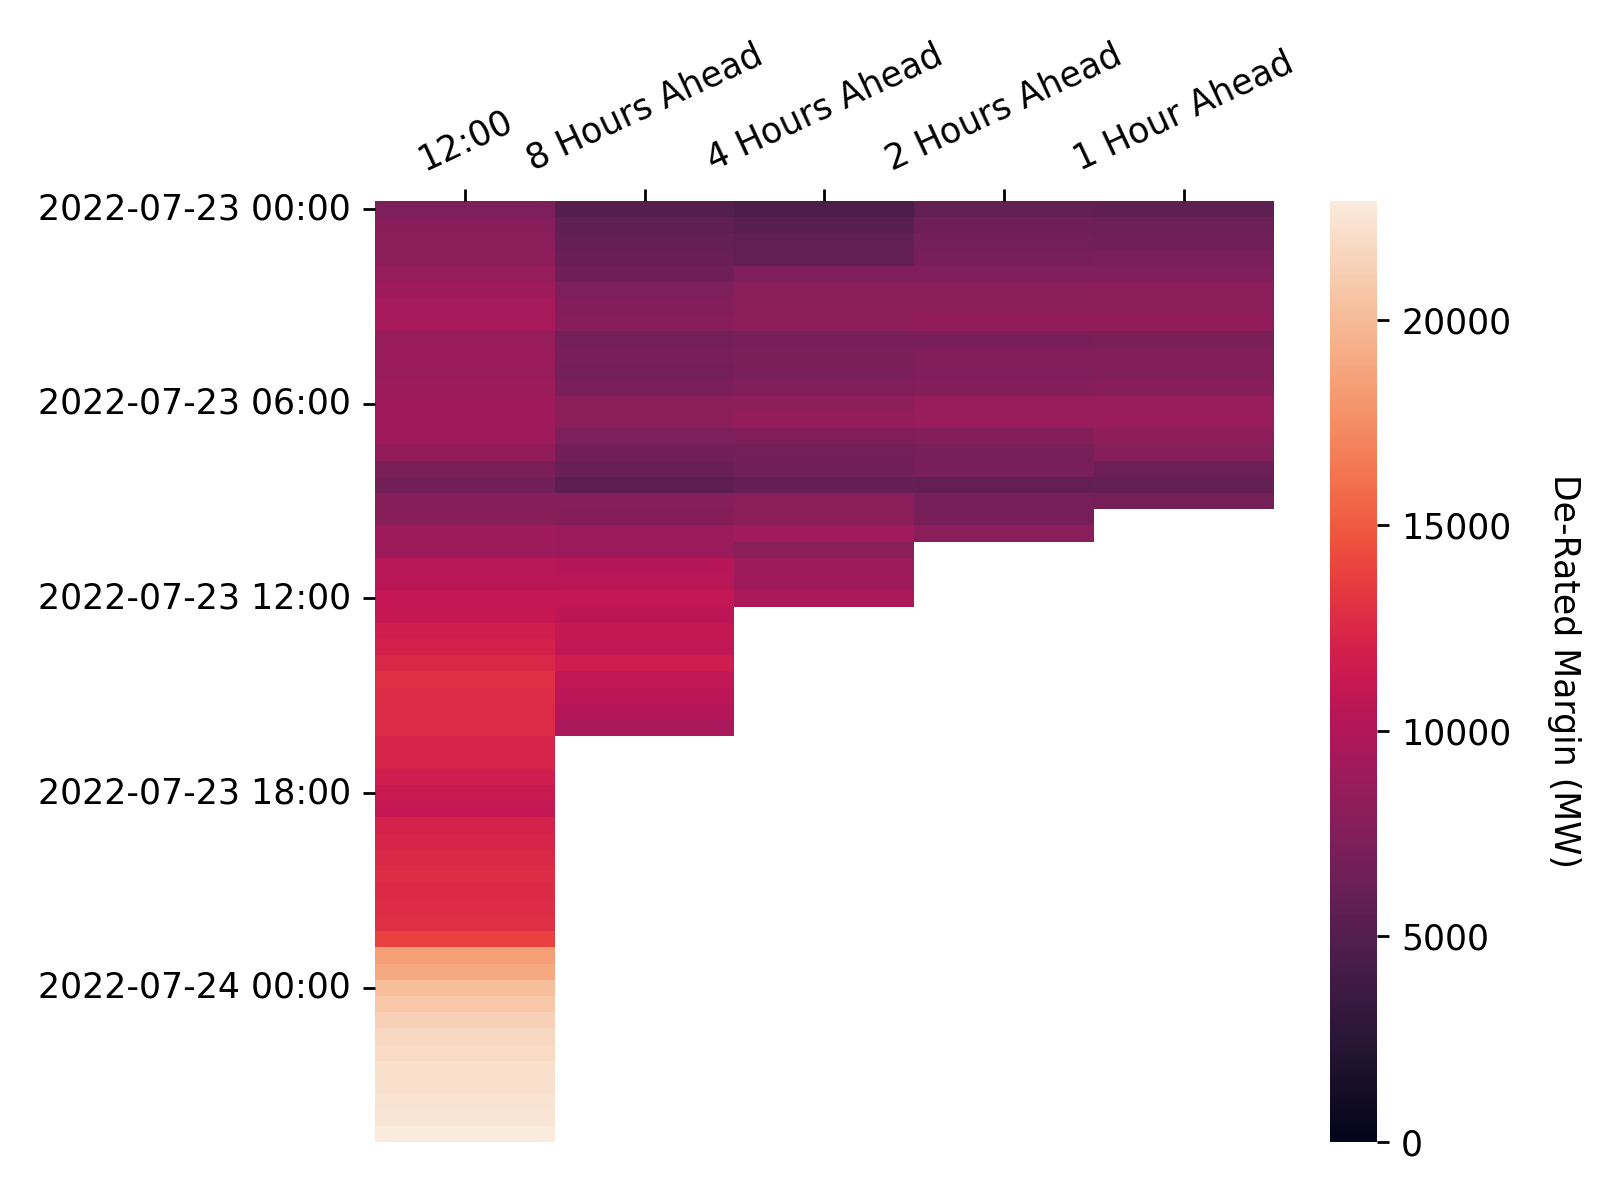 12:00
8 Hours Ahead
4 Hours Ahead
2 Hours Ahead
1 Hour Ahead
2022-07-23 00:00
2022-07-23 06:00
2022-07-23 12:00
2022-07-23 18:00
2022-07-24 00:00
20000
15000
10000
5000
0
De-Rated Margin (MW)